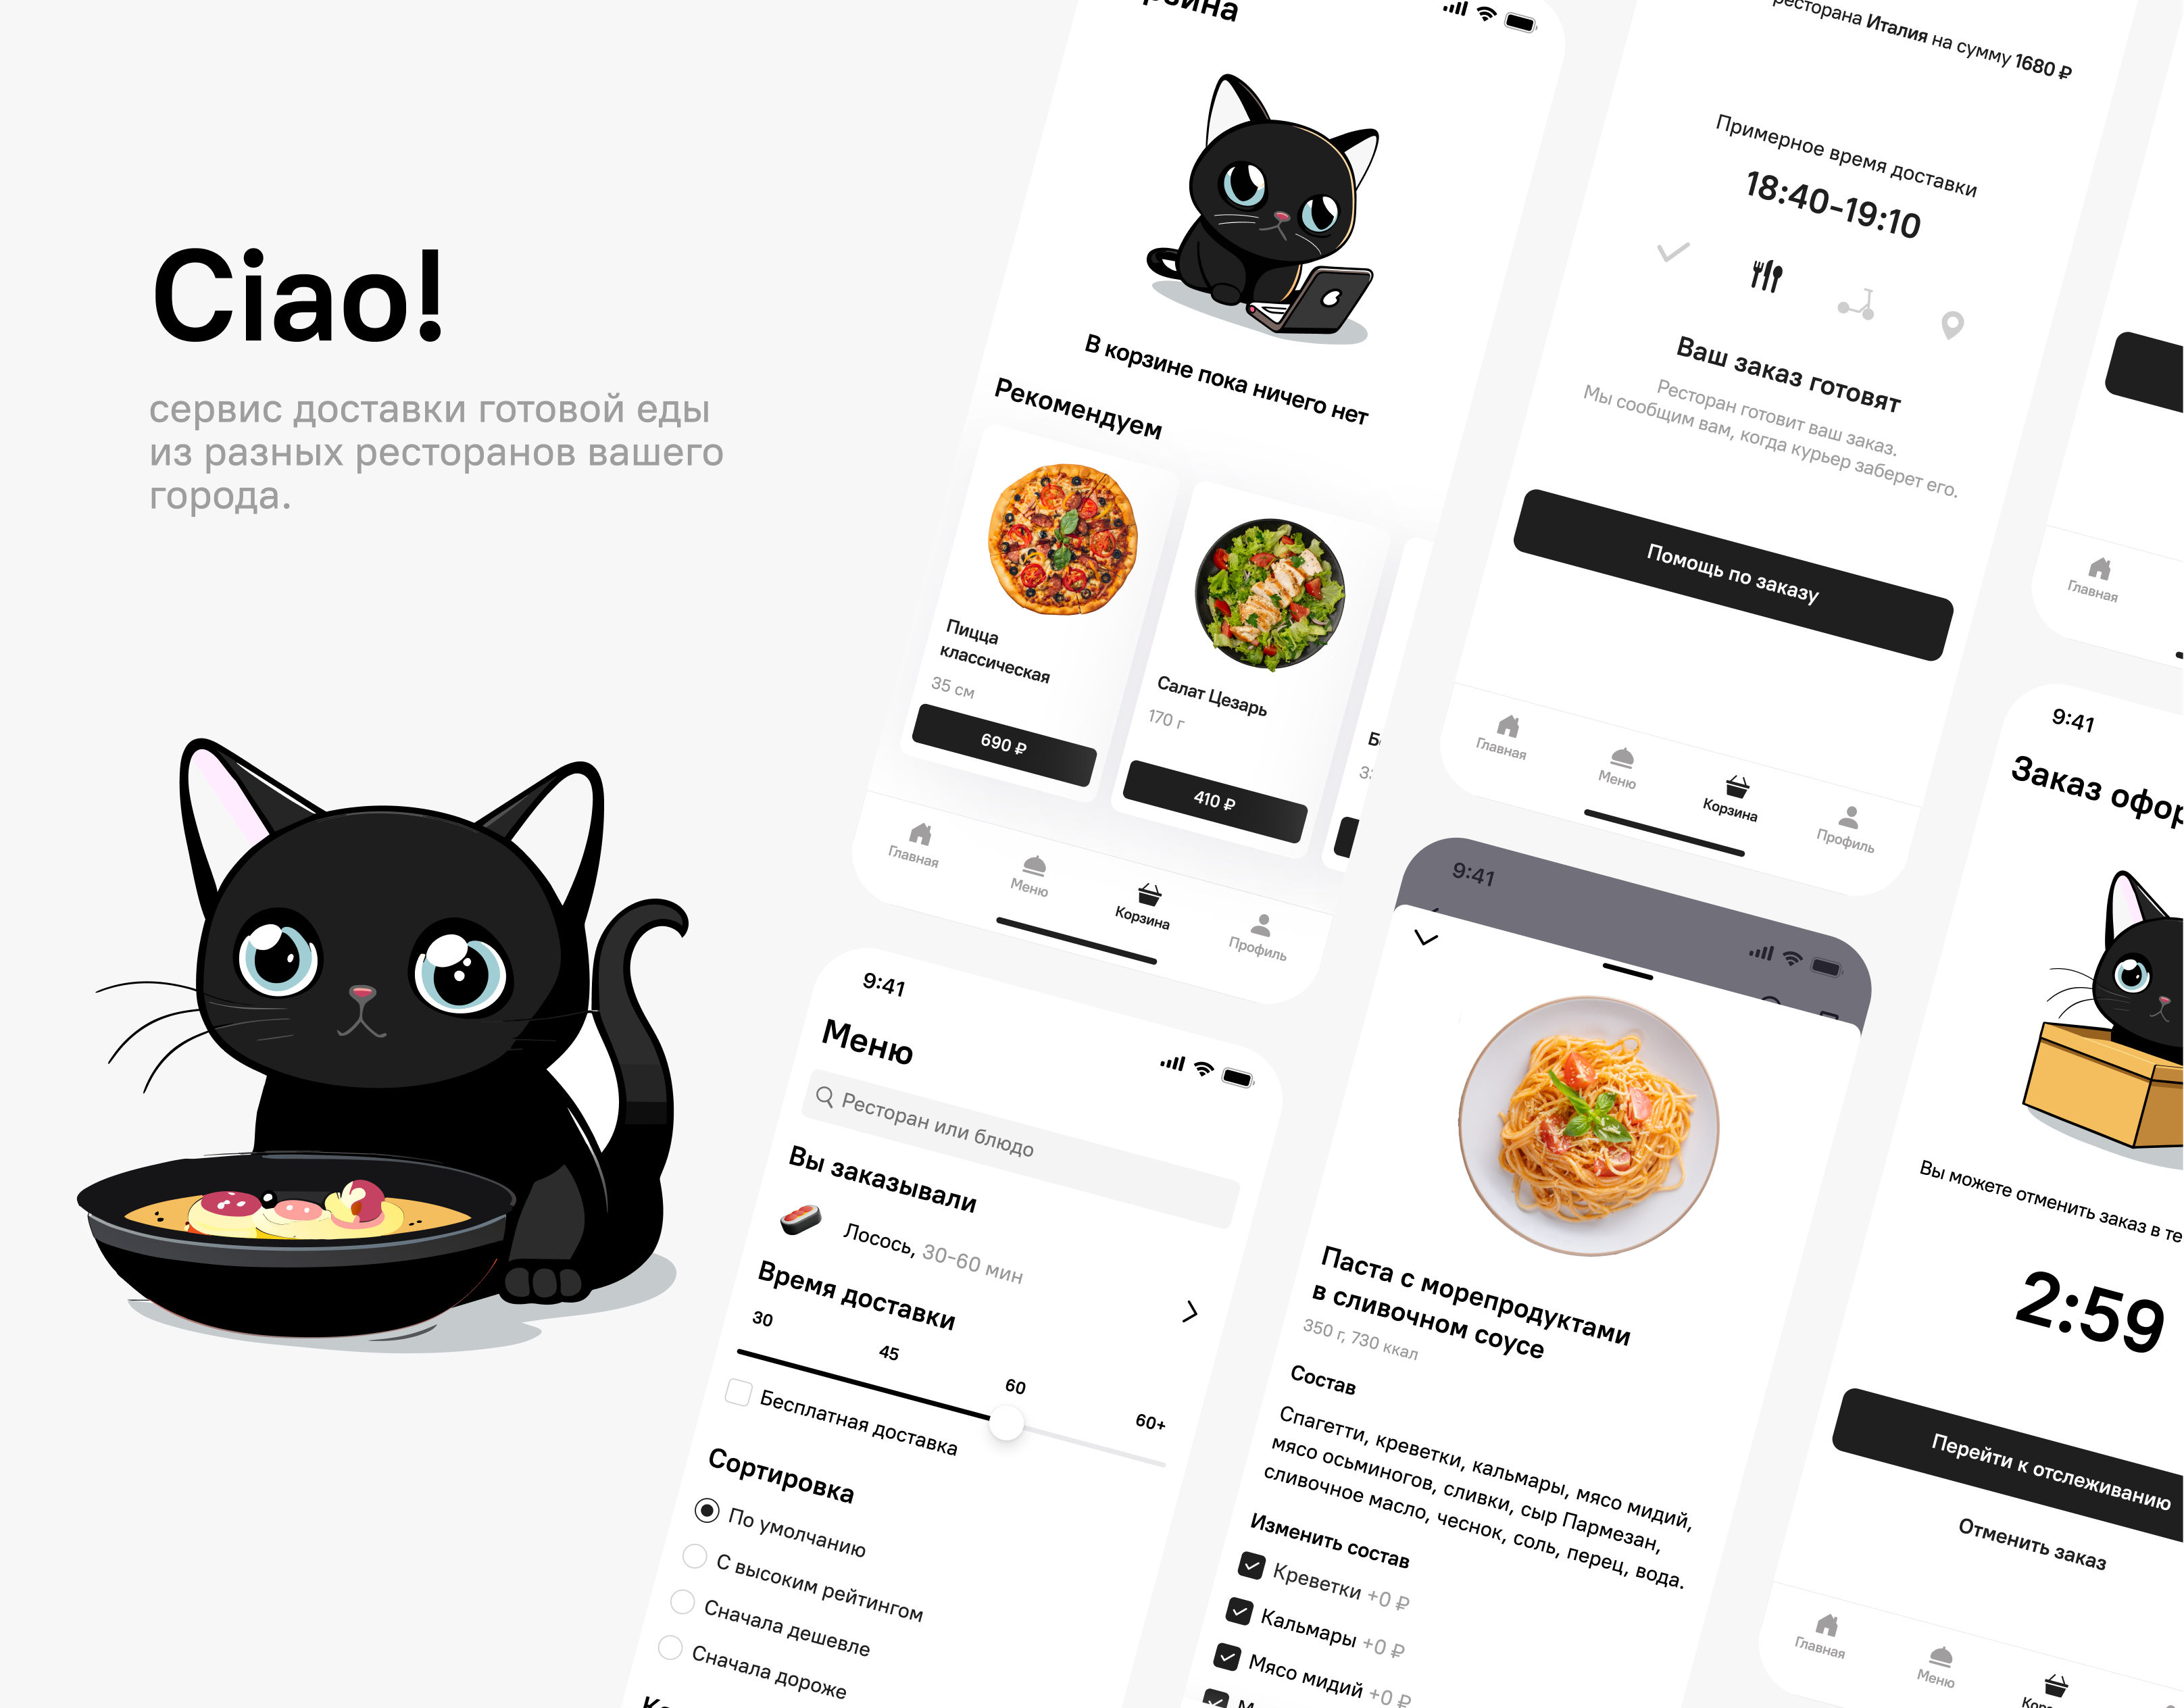 Ciao!
сервис доставки готовой еды
из разных ресторанов вашего
города.
В корзине пока ничего нет
Рекомендуем
Пицца
классическая
35 см
690 ₽
Салат Цезарь
170 г
410 ₽
Главная
Меню
Корзина
Профиль
ресторана Италия на сумму 1680 ₽
Примерное время доставки
18:40-19:10
Ваш заказ готовят
Ресторан готовит ваш заказ.
Мы сообщим вам, когда курьер заберет его.
Помощь по заказу
Главная
Меню
Корзина
Профиль
Главная
9:41
Меню
Ресторан или блюдо
Вы заказывали
Лосось, 30-60 мин
Время доставки
30
45
60
60+
Бесплатная доставка
Сортировка
По умолчанию
С высоким рейтингом
Сначала дешевле
Сначала дороже
9:41
Паста с морепродуктами
в сливочном соусе
350 г, 730 ккал
Состав
Спагетти, креветки, кальмары, мясо мидий,
мясо осьминогов, сливки, сыр Пармезан,
сливочное масло, чеснок, соль, перец, вода.
Изменить состав
Креветки +0 ₽
Кальмары +0 ₽
Мясо мидий +0 ₽
9:41
Заказ
Вы можете отменить заказ в
2:59
Перейти к отслеживанию
Отменить заказ
Главная
Меню